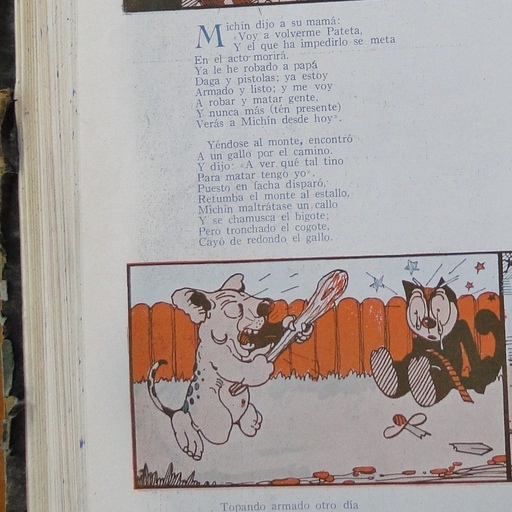 Michín dijo a su mamá:
«Voy a volverme Pateta,
Y el que ha impedirlo se meta
En el acto morirá.
Ya le he robado a papá
Daga y pistolas; ya estoy
Armado y listo; y me voy
A robar y matar gente,
Y nunca más (tén presente)
Verás a Michín desde hoy».
Yéndose al monte, encontró
A un gallo por el camino.
Y dijo: «A ver qué tal tino
Para matar tengo yo».
Puesto en facha disparó,
Retumba el monte al estallo,
Michín maltrátase un callo
Y se chamusca el bigote;
Pero tronchado el cogote,
Cayó de redondo el gallo.
Topando armado otro día